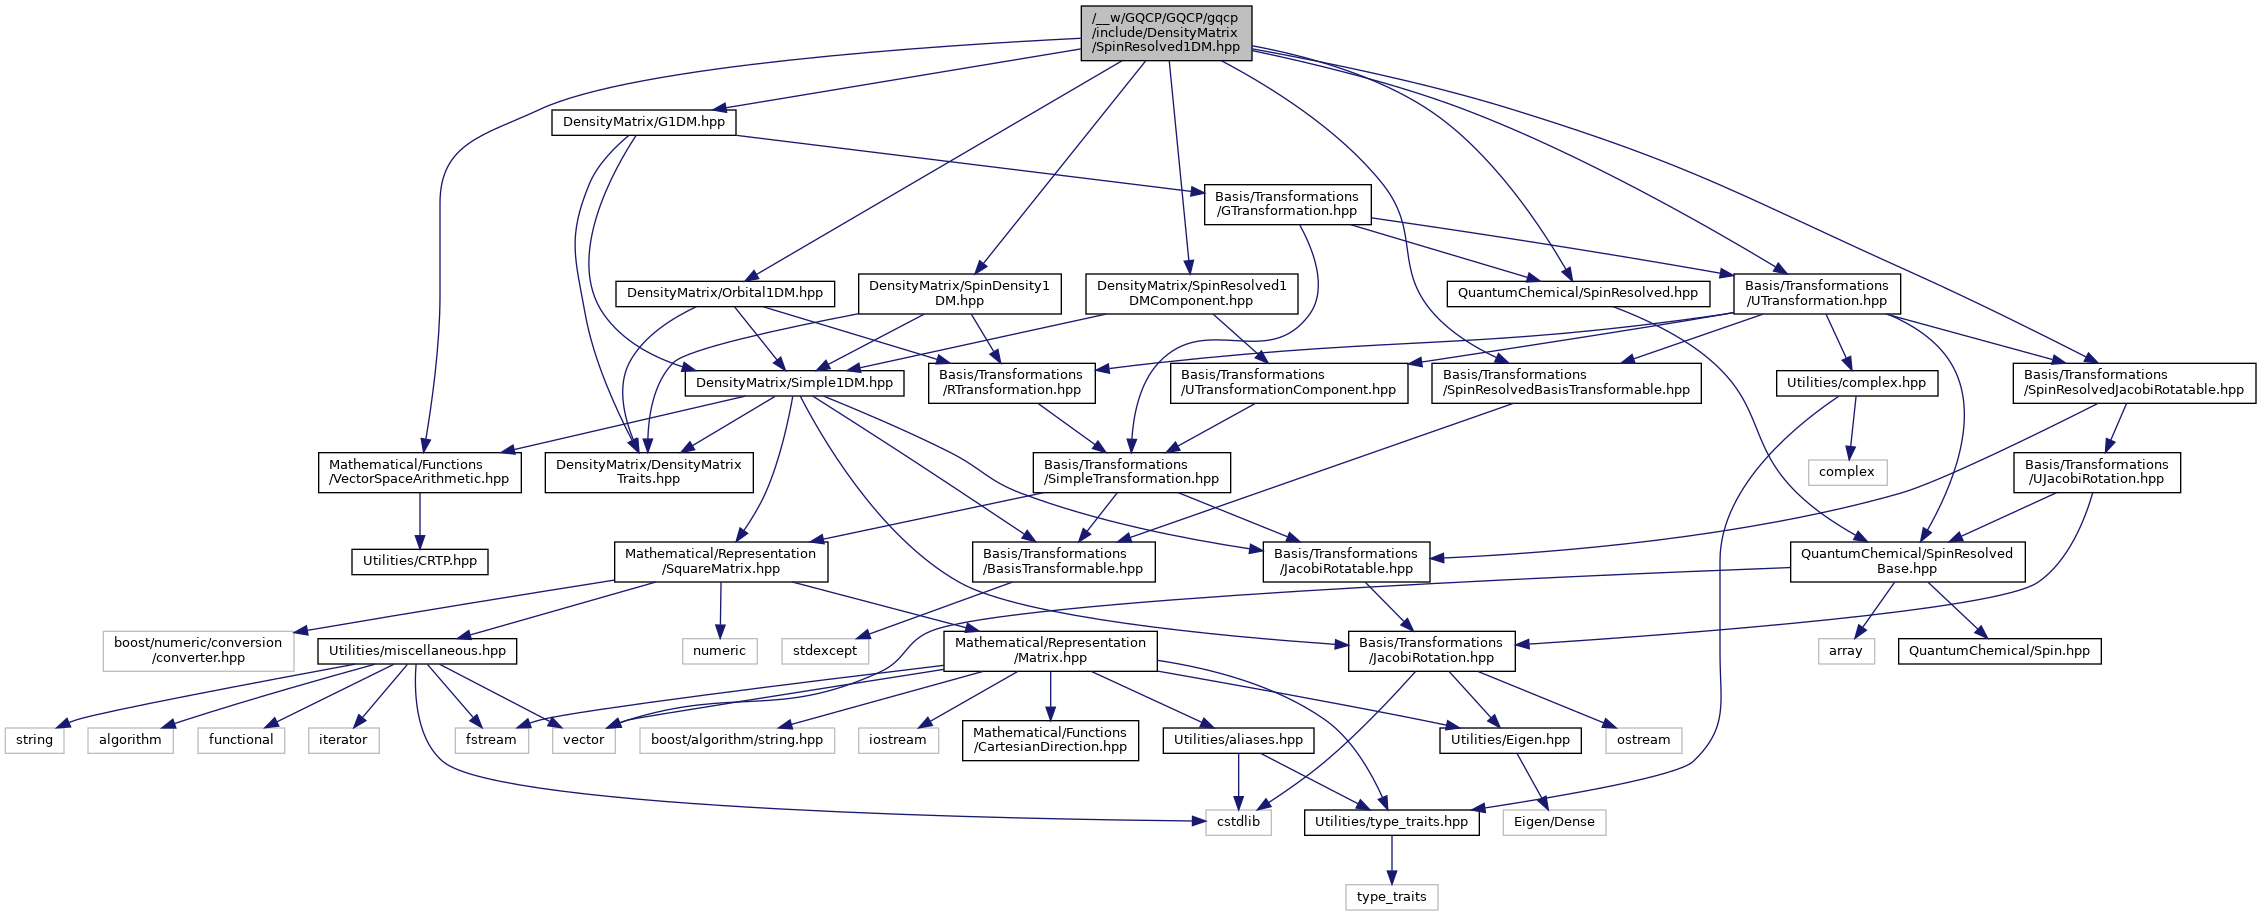 /__w/GQCP/GQCP/gqcp
/include/DensityMatrix
/SpinResolved1DM.hpp
DensityMatrix/G1DM.hpp
Basis/Transformations
/GTransformation.hpp
DensityMatrix/Orbital1DM.hpp
DensityMatrix/SpinDensity1
DM.hpp
DensityMatrix/SpinResolved1
DMComponent.hpp
QuantumChemical/SpinResolved.hpp
Basis/Transformations
/UTransformation.hpp
DensityMatrix/Simple1DM.hpp
Basis/Transformations
/RTransformation.hpp
Basis/Transformations
/UTransformationComponent.hpp
Basis/Transformations
/SpinResolvedBasisTransformable.hpp
Utilities/complex.hpp
Basis/Transformations
/SpinResolvedJacobiRotatable.hpp
Mathematical/Functions
/VectorSpaceArithmetic.hpp
DensityMatrix/DensityMatrix
Traits.hpp
Basis/Transformations
/SimpleTransformation.hpp
complex
Basis/Transformations
/UJacobiRotation.hpp
Utilities/CRTP.hpp
Mathematical/Representation
/SquareMatrix.hpp
Basis/Transformations
/BasisTransformable.hpp
Basis/Transformations
/JacobiRotatable.hpp
QuantumChemical/SpinResolved
Base.hpp
boost/numeric/conversion
/converter.hpp
Utilities/miscellaneous.hpp
numeric
stdexcept
Mathematical/Representation
/Matrix.hpp
Basis/Transformations
/JacobiRotation.hpp
array
QuantumChemical/Spin.hpp
string
algorithm
functional
iterator
fstream
vector
boost/algorithm/string.hpp
iostream
Mathematical/Functions
/CartesianDirection.hpp
Utilities/aliases.hpp
Utilities/Eigen.hpp
ostream
cstdlib
Utilities/type_traits.hpp
Eigen/Dense
type_traits